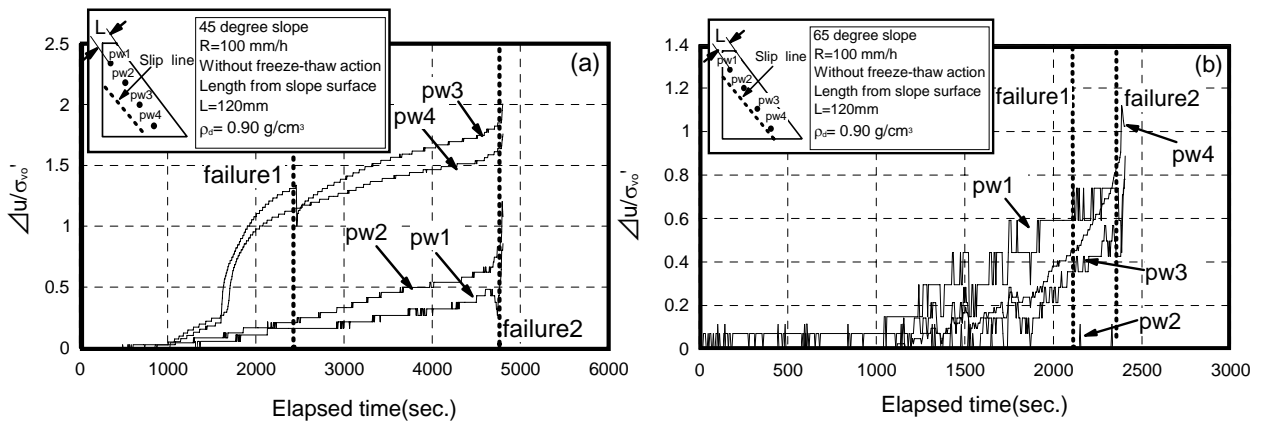 L
pw1
pw2
pw3
pw4
Slip line
45 degree slope
R=100 mm/h
Without freeze-thaw action
Length from slope surface
L=120mm
ρd= 0.90 g/cm³
(a)
2.5
2
1.5
1
0.5
0
⊿u/σvo'
failure1
pw3
pw4
pw2
pw1
failure2
0 1000 2000 3000 4000 5000 6000
Elapsed time(sec.)
L
pw1
pw2
pw3
pw4
Slip line
65 degree slope
R=100 mm/h
Without freeze-thaw action
Length from slope surface
L=120mm
ρd= 0.90 g/cm³
(b)
1.4
1.2
1
0.8
0.6
0.4
0.2
0
⊿u/σvo'
failure1
failure2
pw4
pw1
pw3
pw2
0 500 1000 1500 2000 2500 3000
Elapsed time(sec.)